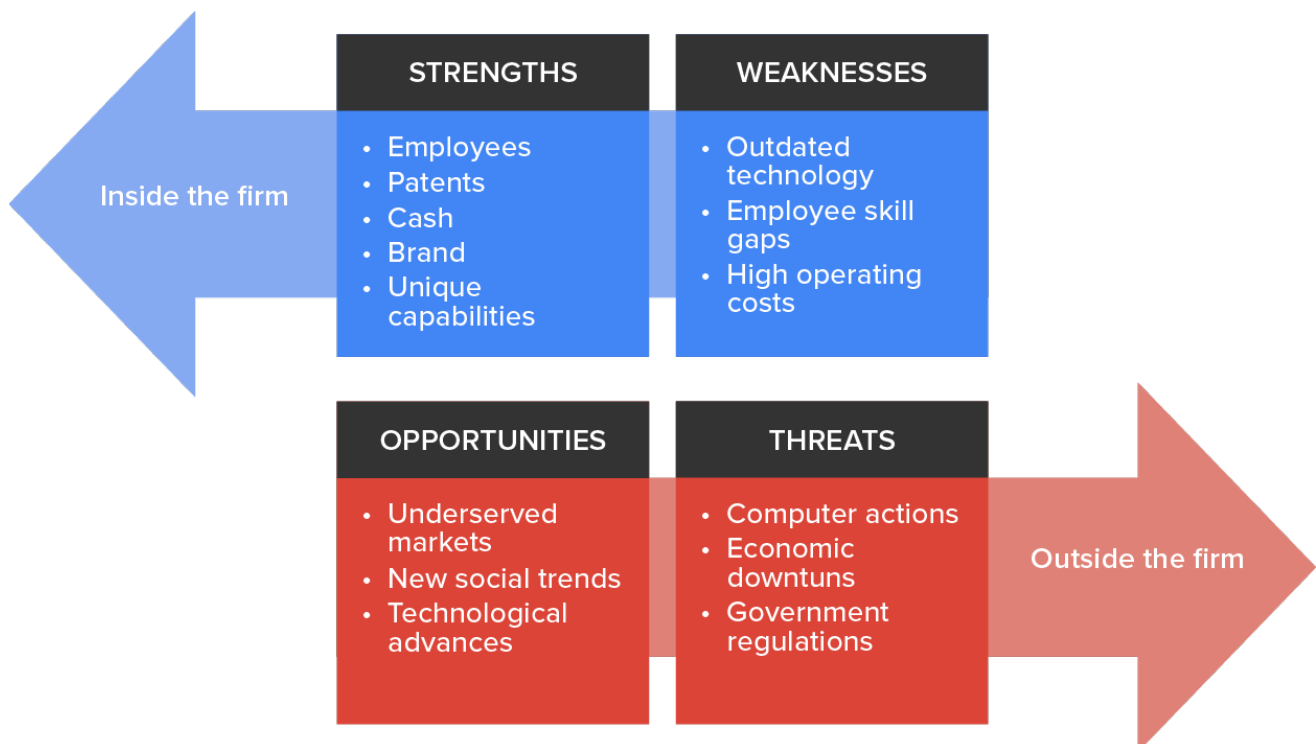 STRENGTHS
WEAKNESSES
Inside the firm
• Employees
• Patents
• Cash
• Brand
• Unique
capabilities
• Outdated
technology
• Employee skill
gaps
• High operating
costs
OPPORTUNITIES
THREATS
• Underserved
markets
• New social trends
• Technological
advances
• Computer actions
• Economic
downtuns
• Government
regulations
Outside the firm